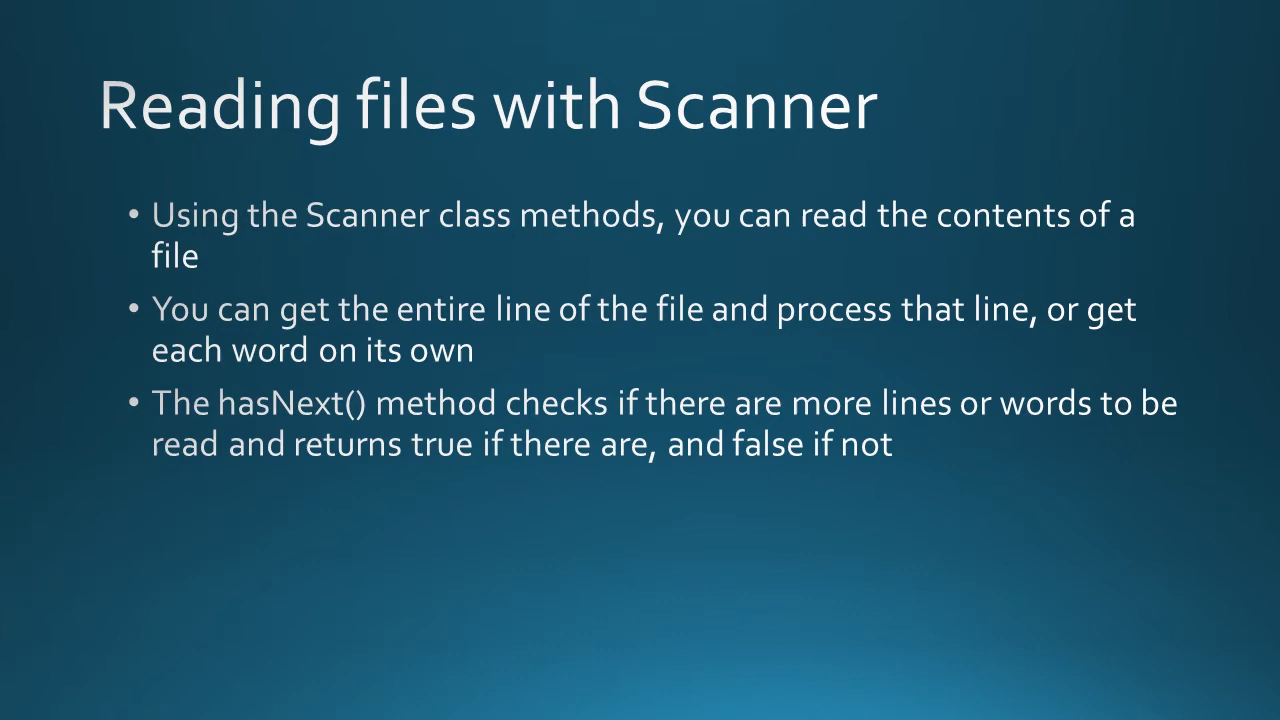 Reading files with Scanner
• Using the Scanner class methods, you can read the contents of a
file
• You can get the entire line of the file and process that line, or get
each word on its own
• The hasNext() method checks if there are more lines or words to be
read and returns true if there are, and false if not